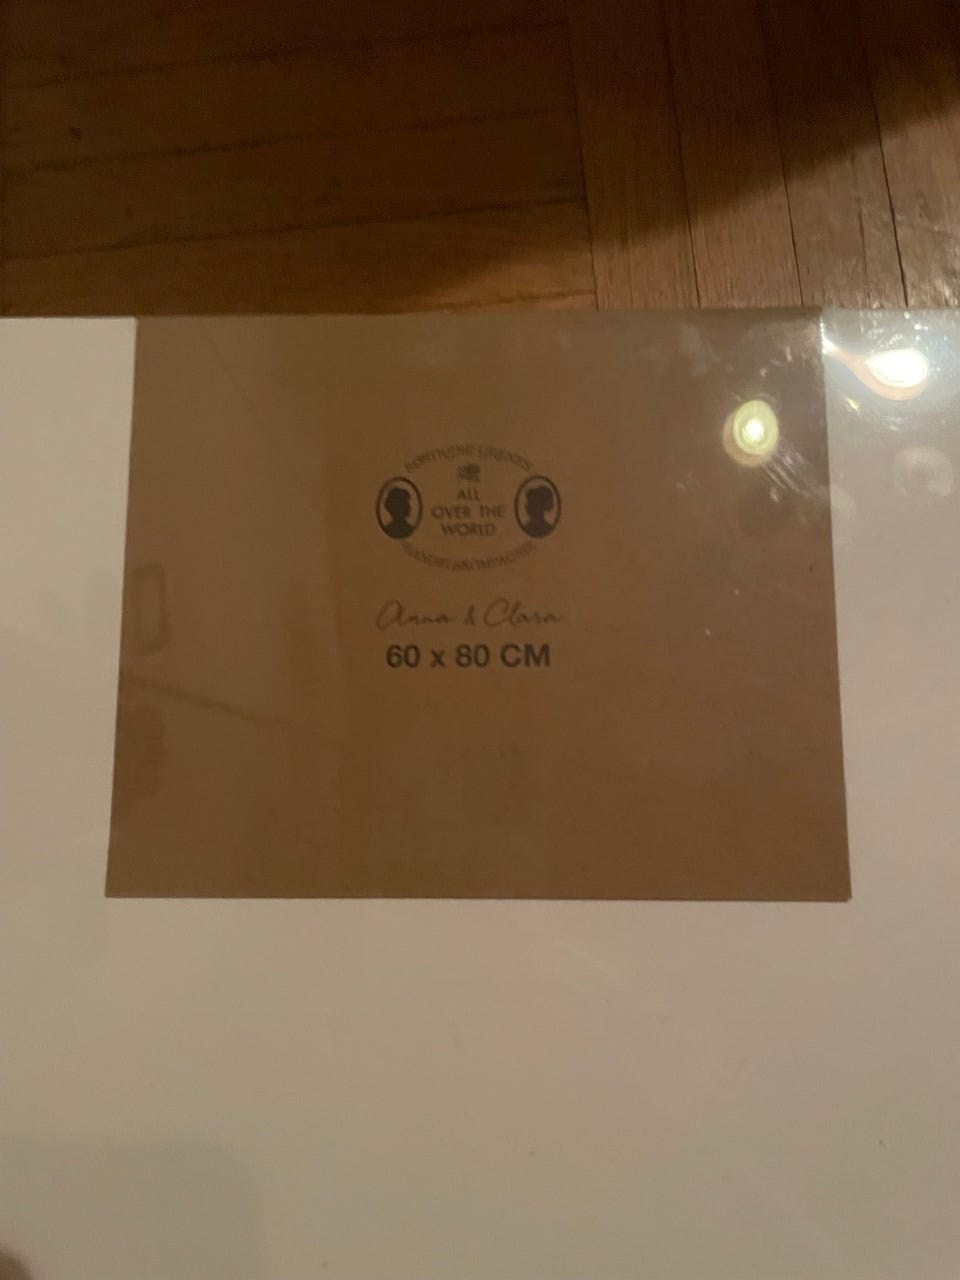 ALL
OVER THE
WORLD
Anna & Clara
60 x 80 CM